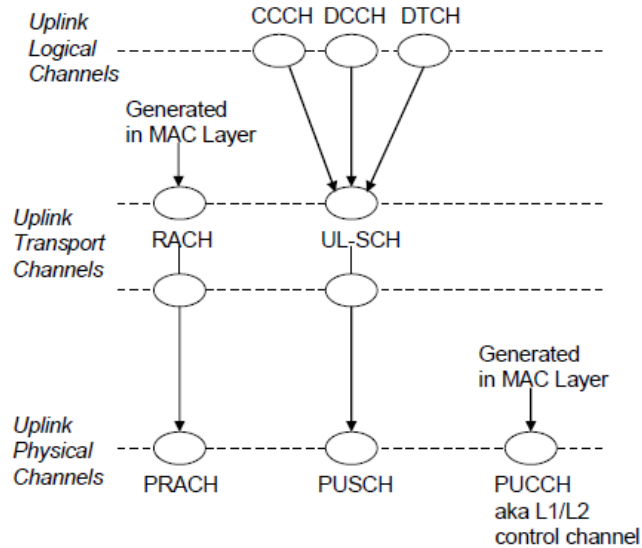 Uplink
Logical
Channels
CCCH DCCH DTCH
Generated
in MAC Layer
Uplink
Transport
Channels
RACH
UL-SCH
Generated
in MAC Layer
Uplink
Physical
Channels
PRACH
PUSCH
PUCCH
aka L1/L2
control channel